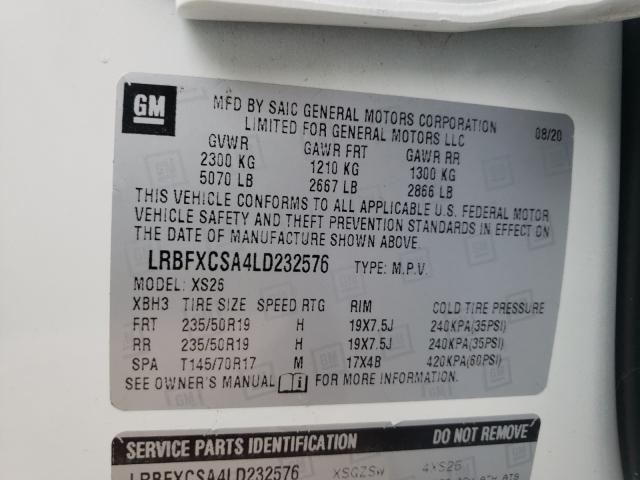 GM
MFD BY SAIC GENERAL MOTORS CORPORATION 08/20
LIMITED FOR GENERAL MOTORS LLC
GVWR GAWR FRT GAWR RR
2300 KG 1210 KG 1300 KG
5070 LB 2667 LB 2866 LB
THIS VEHICLE CONFORMS TO ALL APPLICABLE U.S. FEDERAL MOTOR
VEHICLE SAFETY AND THEFT PREVENTION STANDARDS IN EFFECT ON
THE DATE OF MANUFACTURE SHOWN ABOVE
LRBFXCSA4LD232576 TYPE: M.P.V.
MODEL: XS26
XBH3 TIRE SIZE SPEED RTG RIM COLD TIRE PRESSURE
FRT 235/50R19 H 19X7.5J 240KPA(35PSI)
RR 235/50R19 H 19X7.5J 240KPA(35PSI)
SPA T145/70R17 M 17X4B 420KPA(60PSI)
SEE OWNER'S MANUAL FOR MORE INFORMATION.
SERVICE PARTS IDENTIFICATION DO NOT REMOVE
LRBFXCSA4LD232576 XSGZSW 4XS26